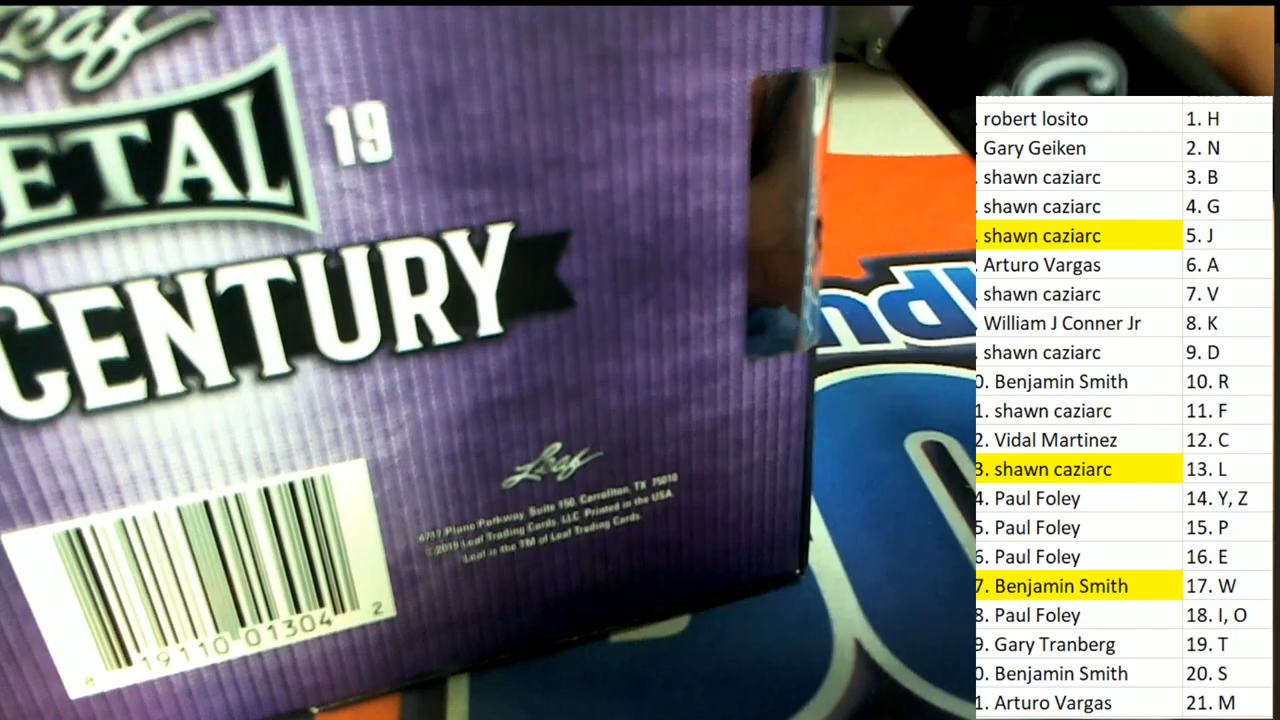 Leaf
ETAL
19
CENTURY
Leaf
4717 Plano Parkway, Suite 150, Carrollton, TX 75010
©2019 Leaf Trading Cards, LLC Printed in the USA.
Leaf is the TM of Leaf Trading Cards.
8 19110 01304 2
. robert losito 1. H
. Gary Geiken 2. N
. shawn caziarc 3. B
. shawn caziarc 4. G
. shawn caziarc 5. J
. Arturo Vargas 6. A
. shawn caziarc 7. V
. William J Conner Jr 8. K
. shawn caziarc 9. D
0. Benjamin Smith 10. R
1. shawn caziarc 11. F
2. Vidal Martinez 12. C
3. shawn caziarc 13. L
4. Paul Foley 14. Y, Z
5. Paul Foley 15. P
6. Paul Foley 16. E
7. Benjamin Smith 17. W
8. Paul Foley 18. I, O
9. Gary Tranberg 19. T
0. Benjamin Smith 20. S
1. Arturo Vargas 21. M